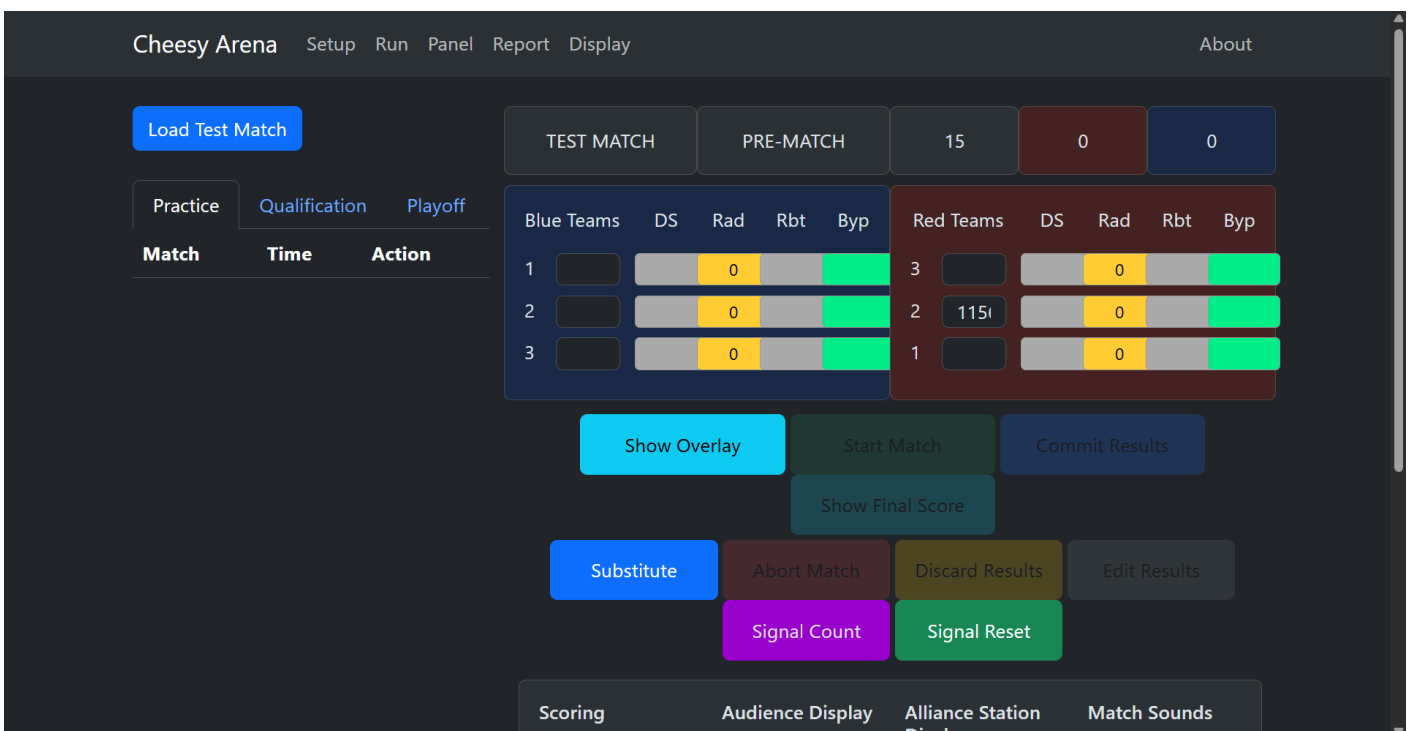 Cheesy Arena Setup Run Panel Report Display About
Load Test Match
TEST MATCH PRE-MATCH 15 0 0
Practice Qualification Playoff
Match Time Action
Blue Teams DS Rad Rbt Byp
1 0
2 0
3 0
Red Teams DS Rad Rbt Byp
3 0
2 0
1 0
Show Overlay Start Match Commit Results
Show Final Score
Substitute Abort Match Discard Results Edit Results
Signal Count Signal Reset
Scoring Audience Display Alliance Station Match Sounds